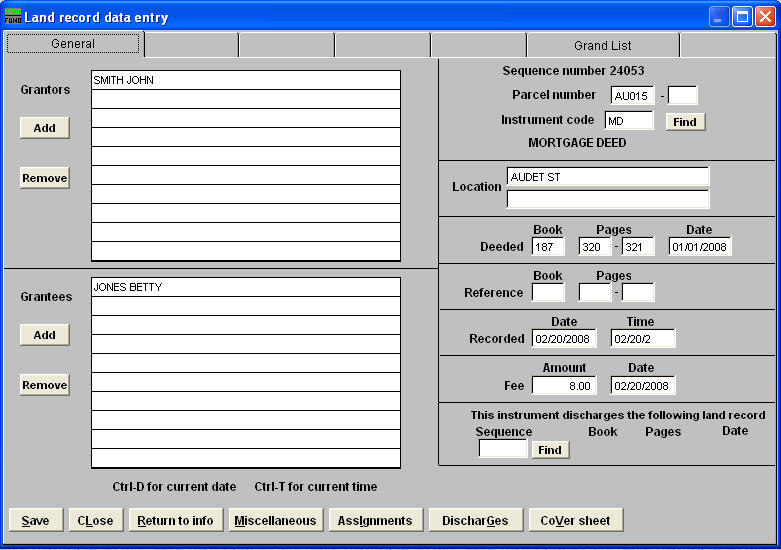 FUND Land record data entry
General Grand List
Grantors
SMITH JOHN
Add
Remove
Grantees
JONES BETTY
Add
Remove
Ctrl-D for current date Ctrl-T for current time
Sequence number 24053
Parcel number AU015 -
Instrument code MD Find
MORTGAGE DEED
Location AUDET ST
Book Pages Date
Deeded 187 320 - 321 01/01/2008
Book Pages
Reference -
Date Time
Recorded 02/20/2008 02/20/2
Amount Date
Fee 8.00 02/20/2008
This instrument discharges the following land record
Sequence Book Pages Date
Find
Save CLose Return to info Miscellaneous AssIgnments DischarGes CoVer sheet